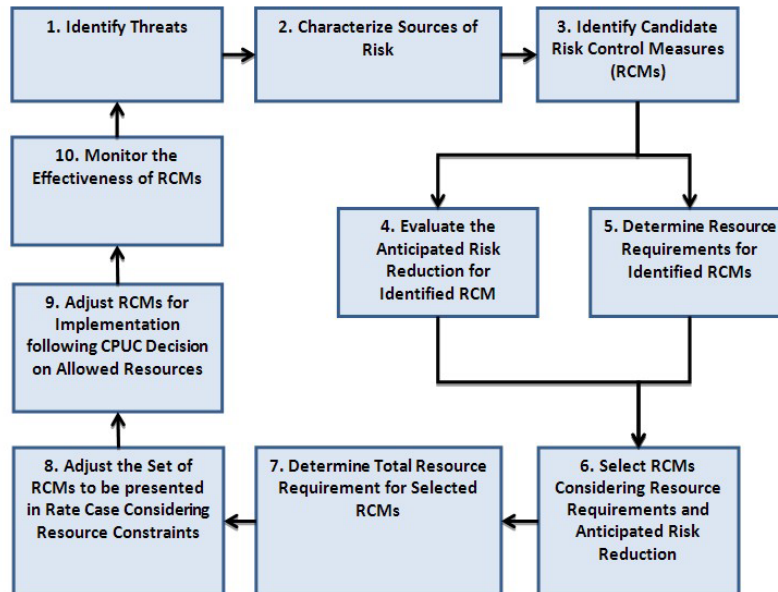 1. Identify Threats
2. Characterize Sources of
Risk
3. Identify Candidate
Risk Control Measures
(RCMs)
4. Evaluate the
Anticipated Risk
Reduction for
Identified RCM
5. Determine Resource
Requirements for
Identified RCMs
6. Select RCMs
Considering Resource
Requirements and
Anticipated Risk
Reduction
7. Determine Total Resource
Requirement for Selected
RCMs
8. Adjust the Set of
RCMs to be presented
in Rate Case Considering
Resource Constraints
9. Adjust RCMs for
Implementation
following CPUC Decision
on Allowed Resources
10. Monitor the
Effectiveness of RCMs